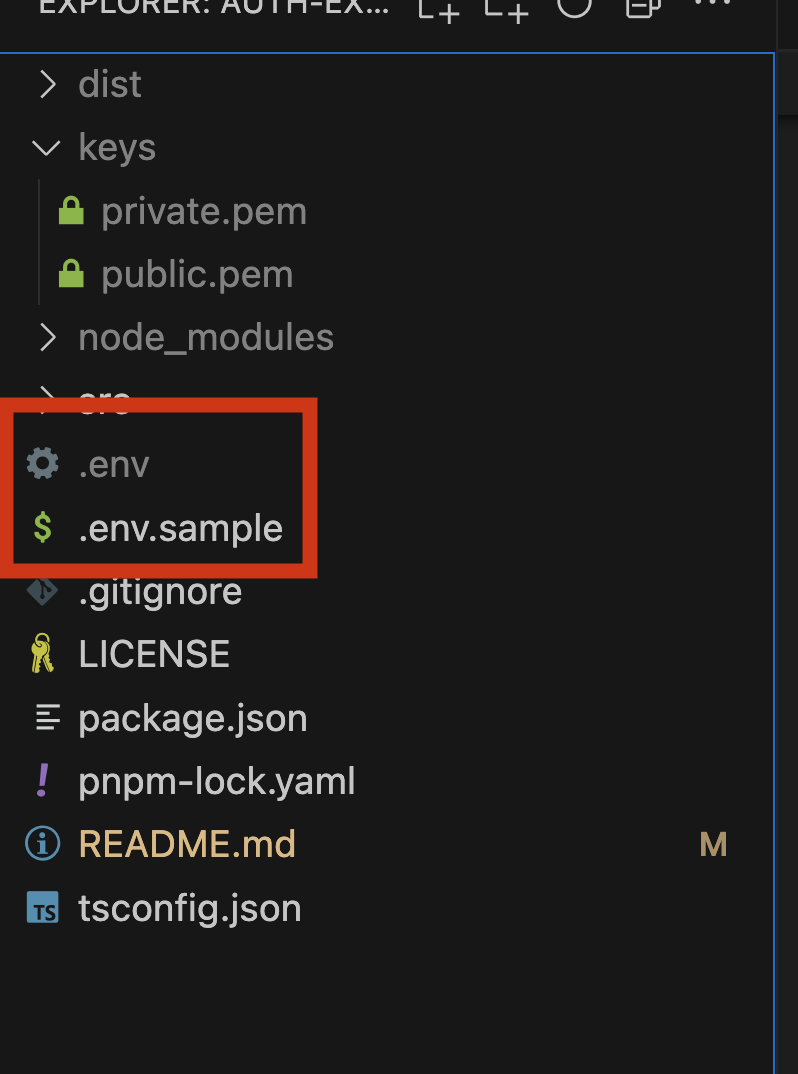 EXPLORER: AUTH-EX...
dist
keys
private.pem
public.pem
node_modules
src
.env
$ .env.sample
.gitignore
LICENSE
package.json
! pnpm-lock.yaml
README.md M
TS tsconfig.json